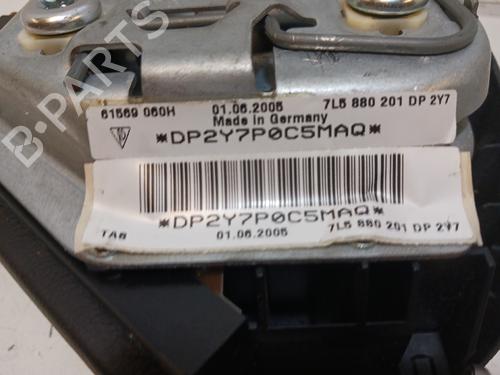 B-PARTS
61569 060H 01.06.2005 7L5 880 201 DP 2Y7
Made in Germany
*DP2Y7P0C5MAQ*
*DP2Y7P0C5MAQ*
TAB 01.06.2005 7L5 880 201 DP 2Y7